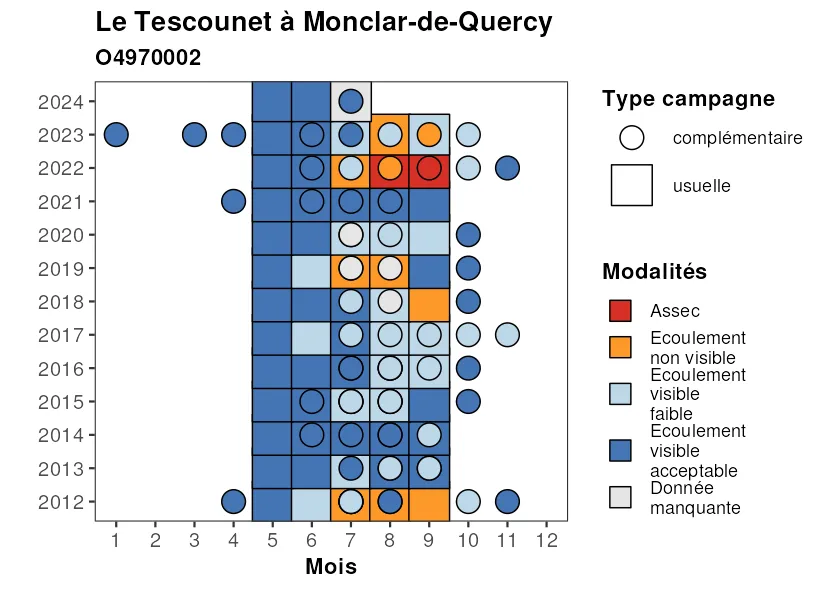 Le Tescounet à Monclar-de-Quercy
O4970002
2024
2023
2022
2021
2020
2019
2018
2017
2016
2015
2014
2013
2012
1 2 3 4 5 6 7 8 9 10 11 12
Mois
Type campagne
complémentaire
usuelle
Modalités
Assec
Ecoulement
non visible
Ecoulement
visible
faible
Ecoulement
visible
acceptable
Donnée
manquante